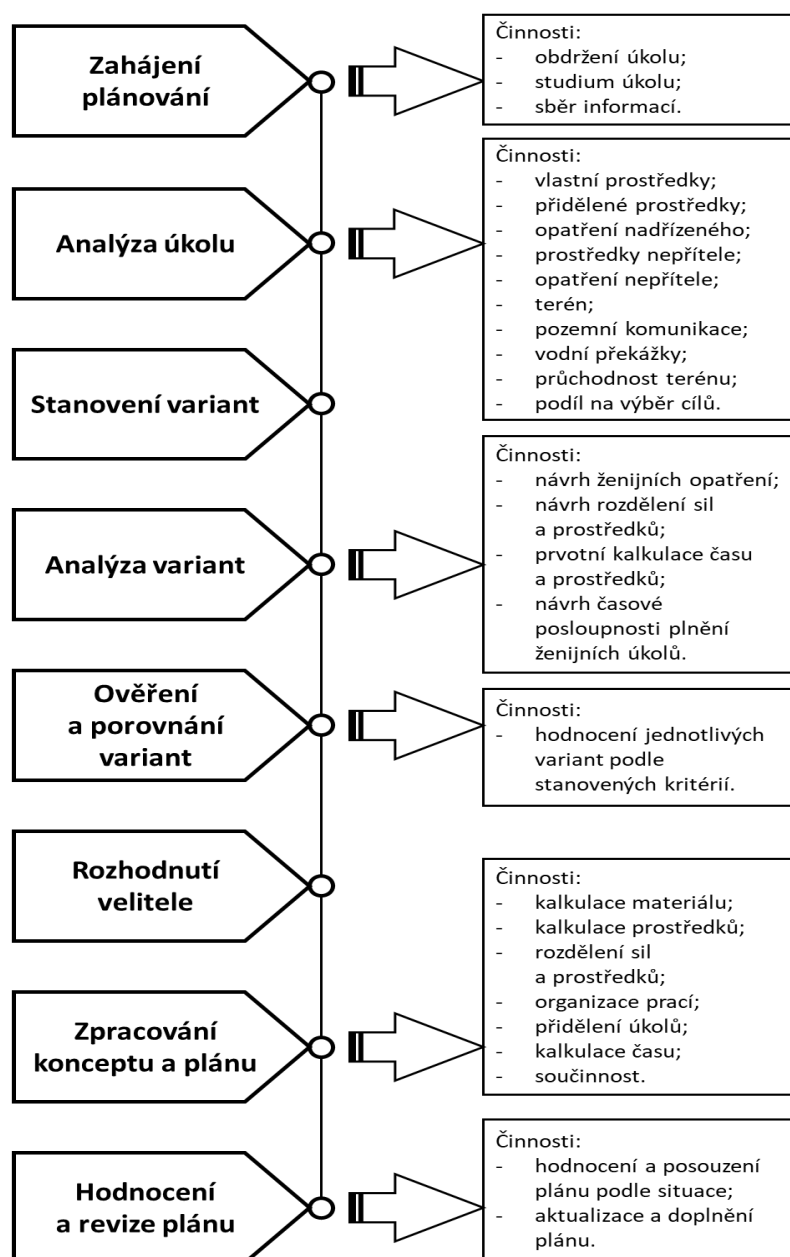 Zahájení
plánování
Činnosti:
- obdržení úkolu;
- studium úkolu;
- sběr informací.
Analýza úkolu
Činnosti:
- vlastní prostředky;
- přidělené prostředky;
- opatření nadřízeného;
- prostředky nepřítele;
- opatření nepřítele;
- terén;
- pozemní komunikace;
- vodní překážky;
- průchodnost terénu;
- podíl na výběr cílů.
Stanovení variant
Analýza variant
Činnosti:
- návrh ženijních opatření;
- návrh rozdělení sil
a prostředků;
- prvotní kalkulace času
a prostředků;
- návrh časové
posloupnosti plnění
ženijních úkolů.
Ověření
a porovnání
variant
Činnosti:
- hodnocení jednotlivých
variant podle
stanovených kritérií.
Rozhodnutí
velitele
Zpracování
konceptu a plánu
Činnosti:
- kalkulace materiálu;
- kalkulace prostředků;
- rozdělení sil
a prostředků;
- organizace prací;
- přidělení úkolů;
- kalkulace času;
- součinnost.
Hodnocení
a revize plánu
Činnosti:
- hodnocení a posouzení
plánu podle situace;
- aktualizace a doplnění
plánu.